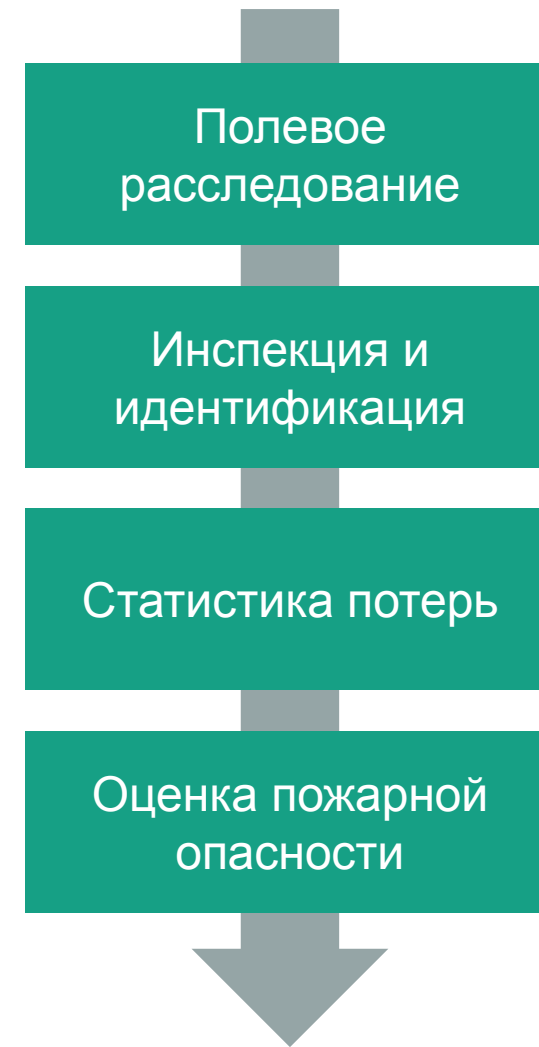 Полевое
расследование
Инспекция и
идентификация
Статистика потерь
Оценка пожарной
опасности